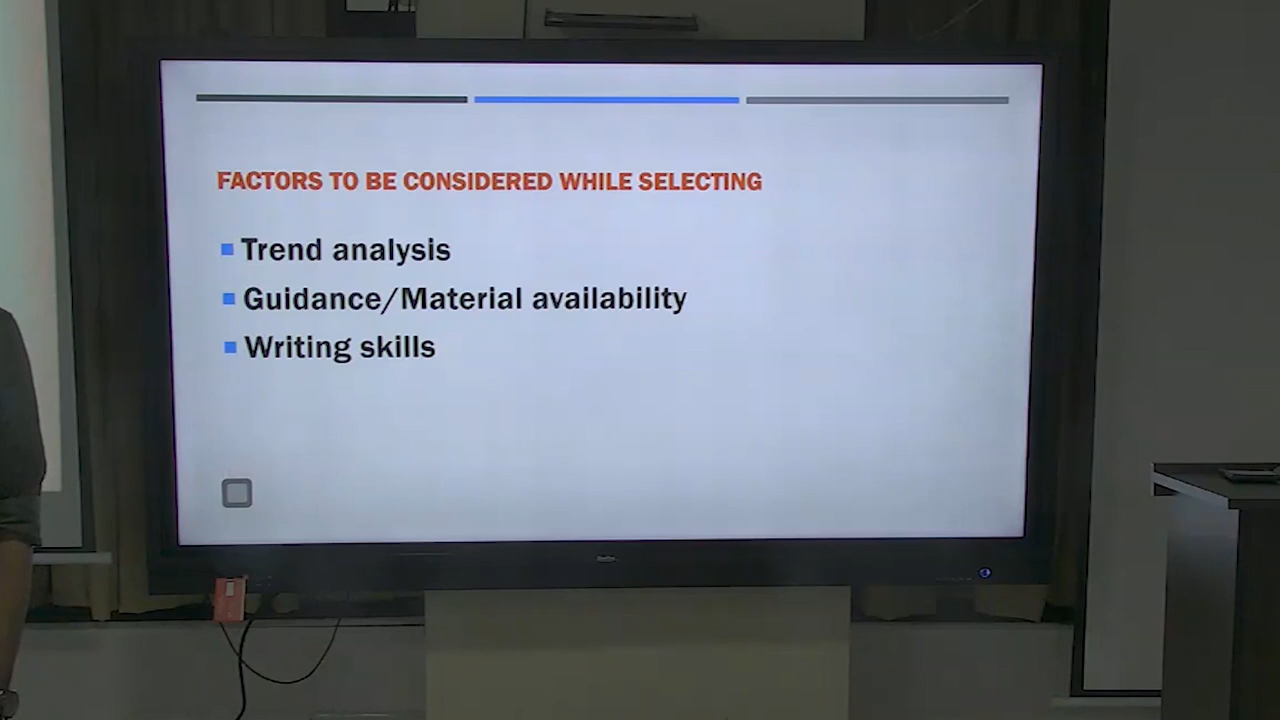 FACTORS TO BE CONSIDERED WHILE SELECTING
Trend analysis
Guidance/Material availability
Writing skills